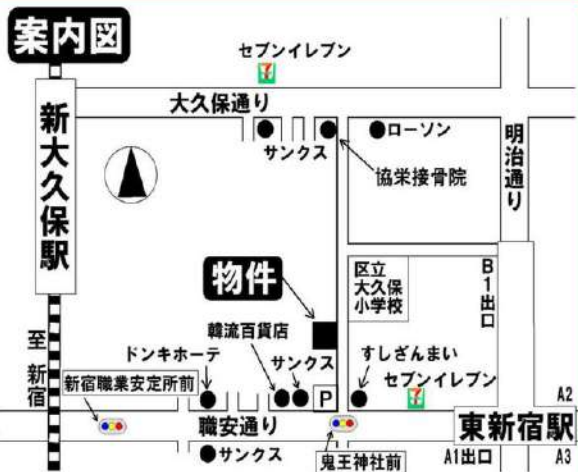 案内図
セブンイレブン
7
大久保通り
新大久保駅
サンクス
ローソン
協栄接骨院
明治通り
物件
区立
大久保
小学校
B1出口
至 新宿
ドンキホーテ
韓流百貨店
サンクス
すしざんまい
セブンイレブン
7
新宿職業安定所前
P
A2
職安通り
東新宿駅
サンクス
鬼王神社前
A1出口
A3